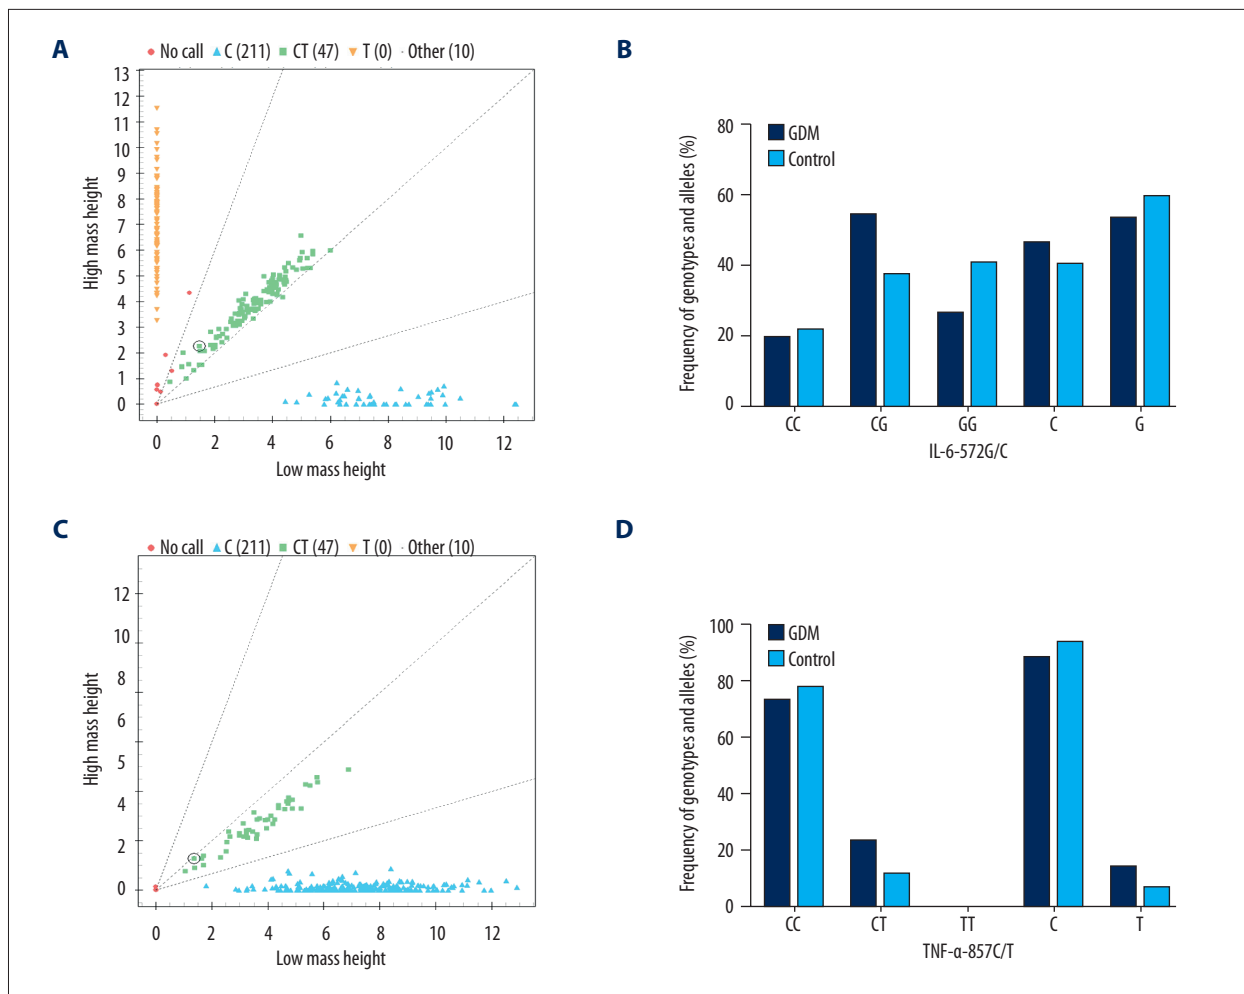 A
No call C (211) CT (47) T (0) Other (10)
High mass height
13
12
11
10
9
8
7
6
5
4
3
2
1
0
0 2 4 6 8 10 12
Low mass height
B
GDM
Control
Frequency of genotypes and alleles (%)
80
60
40
20
0
CC CG GG C G
IL-6-572G/C
C
No call C (211) CT (47) T (0) Other (10)
High mass height
12
10
8
6
5
4
2
0
0 2 4 6 8 10 12
Low mass height
D
GDM
Control
Frequency of genotypes and alleles (%)
100
80
60
40
20
0
CC CT TT C T
TNF-α-857C/T